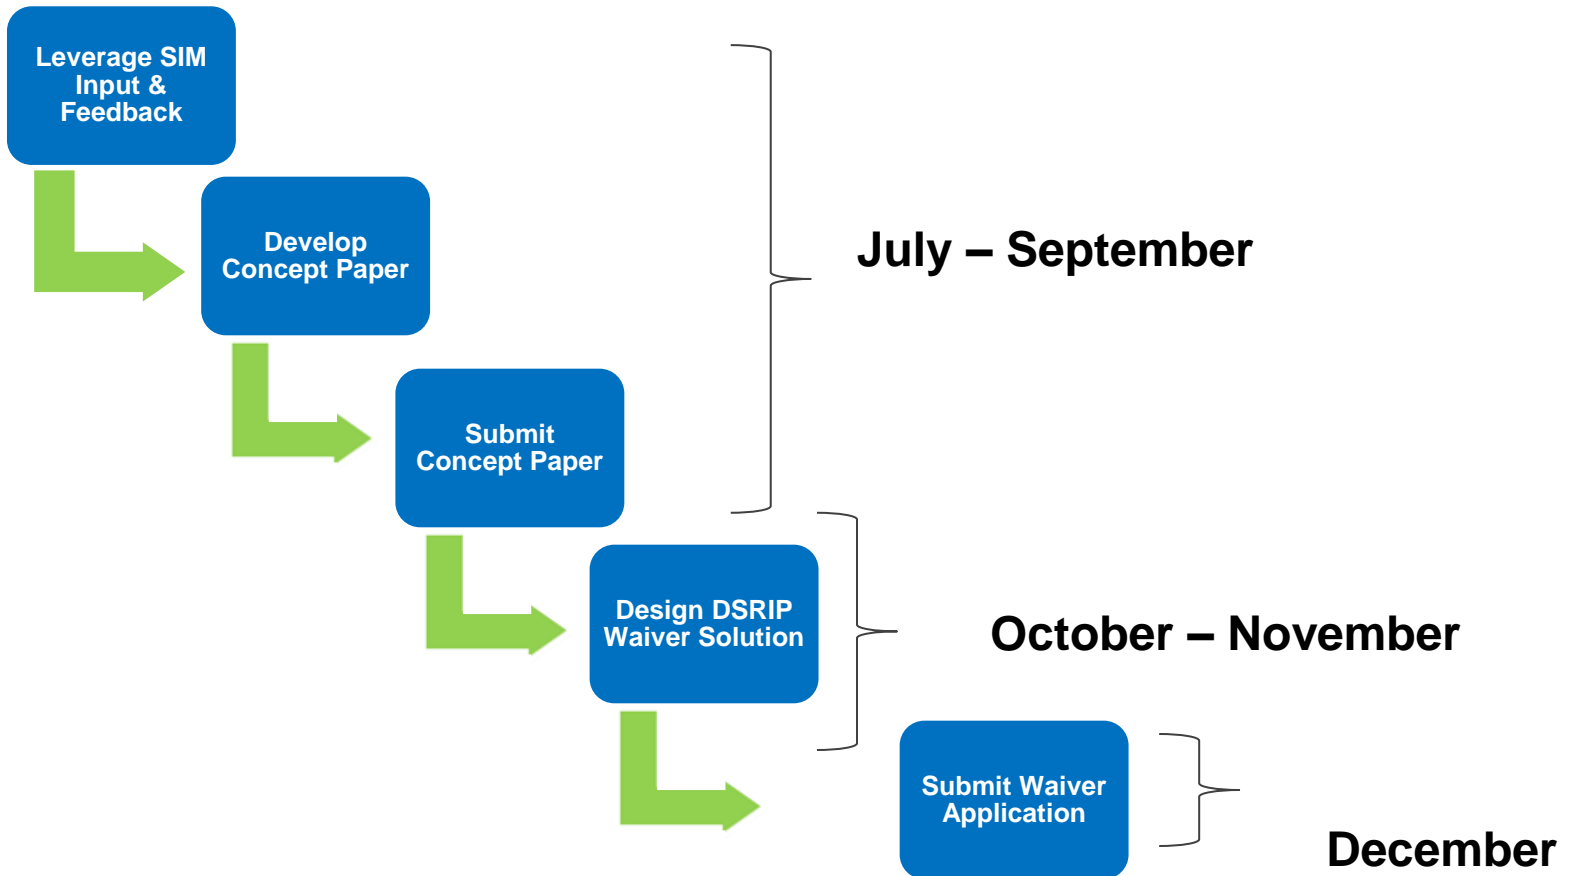 Leverage SIM
Input &
Feedback
Develop
Concept Paper
July – September
Submit
Concept Paper
Design DSRIP
Waiver Solution
October – November
Submit Waiver
Application
December